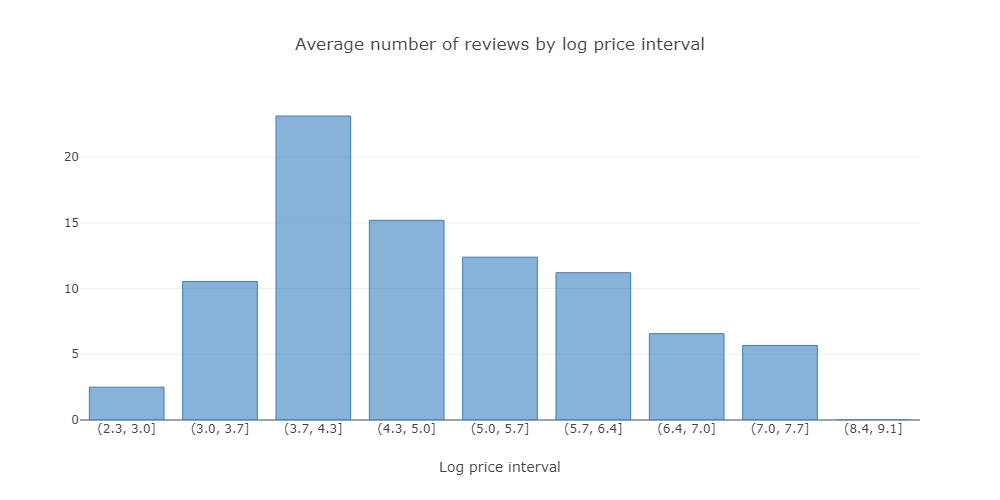 Average number of reviews by log price interval
20
15
10
5
0
(2.3, 3.0] (3.0, 3.7] (3.7, 4.3] (4.3, 5.0] (5.0, 5.7] (5.7, 6.4] (6.4, 7.0] (7.0, 7.7] (8.4, 9.1]
Log price interval